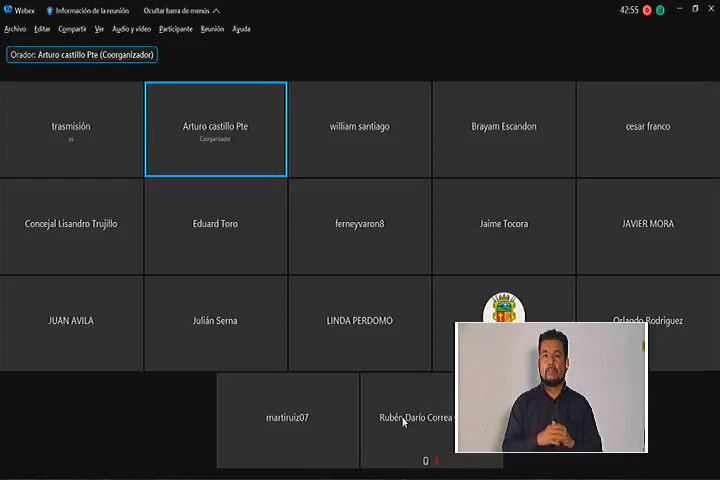 Webex Información de la reunión Ocultar barra de menús 42:55
Archivo Editar Compartir Ver Audio y vídeo Participante Reunión Ayuda
Orador: Arturo castillo Pte (Coorganizador)
trasmisión Arturo castillo Pte william santiago Brayam Escandon cesar franco
yo Coorganizador
Concejal Lisandro Trujillo Eduard Toro ferneyvaron8 Jaime Tocora JAVIER MORA
JUAN AVILA Julián Serna LINDA PERDOMO Orlando Rodriguez
martiruiz07 Rubén Darío Correa